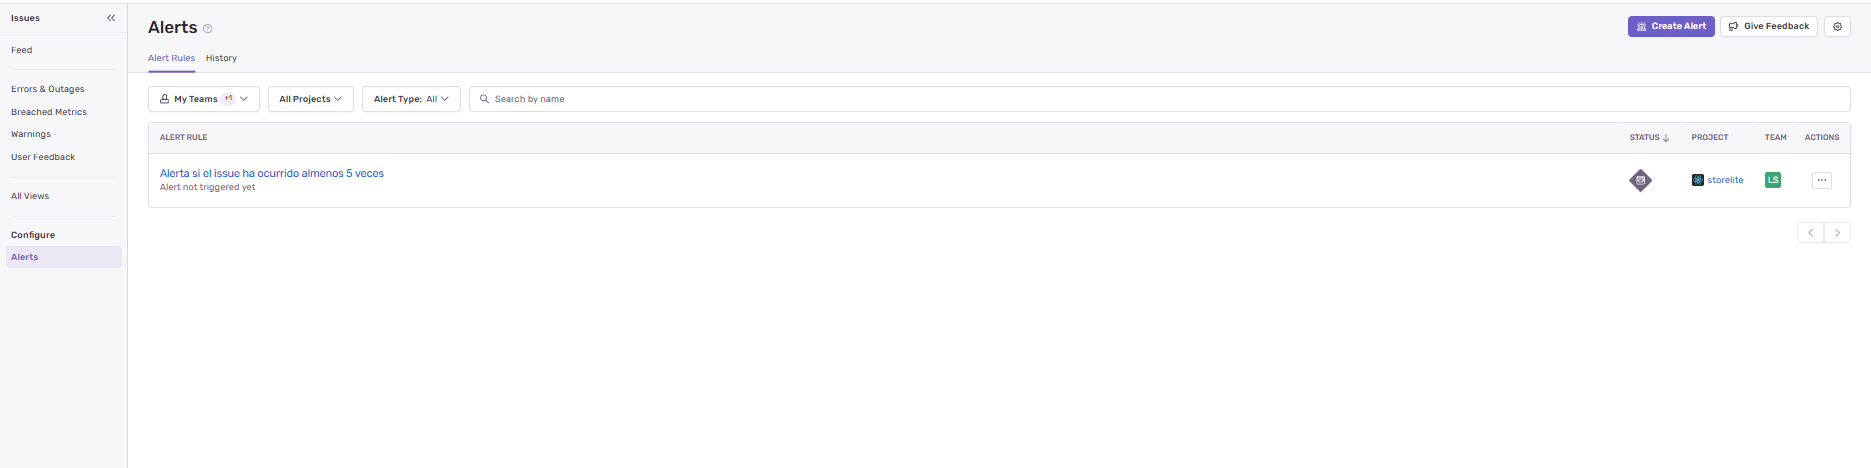 Issues
Feed
Errors & Outages
Breached Metrics
Warnings
User Feedback
All Views
Configure
Alerts
Alerts
Create Alert
Give Feedback
Alert Rules History
My Teams +1
All Projects
Alert Type: All
Search by name
ALERT RULE STATUS PROJECT TEAM ACTIONS
Alerta si el issue ha ocurrido almenos 5 veces
Alert not triggered yet
storelite
LS